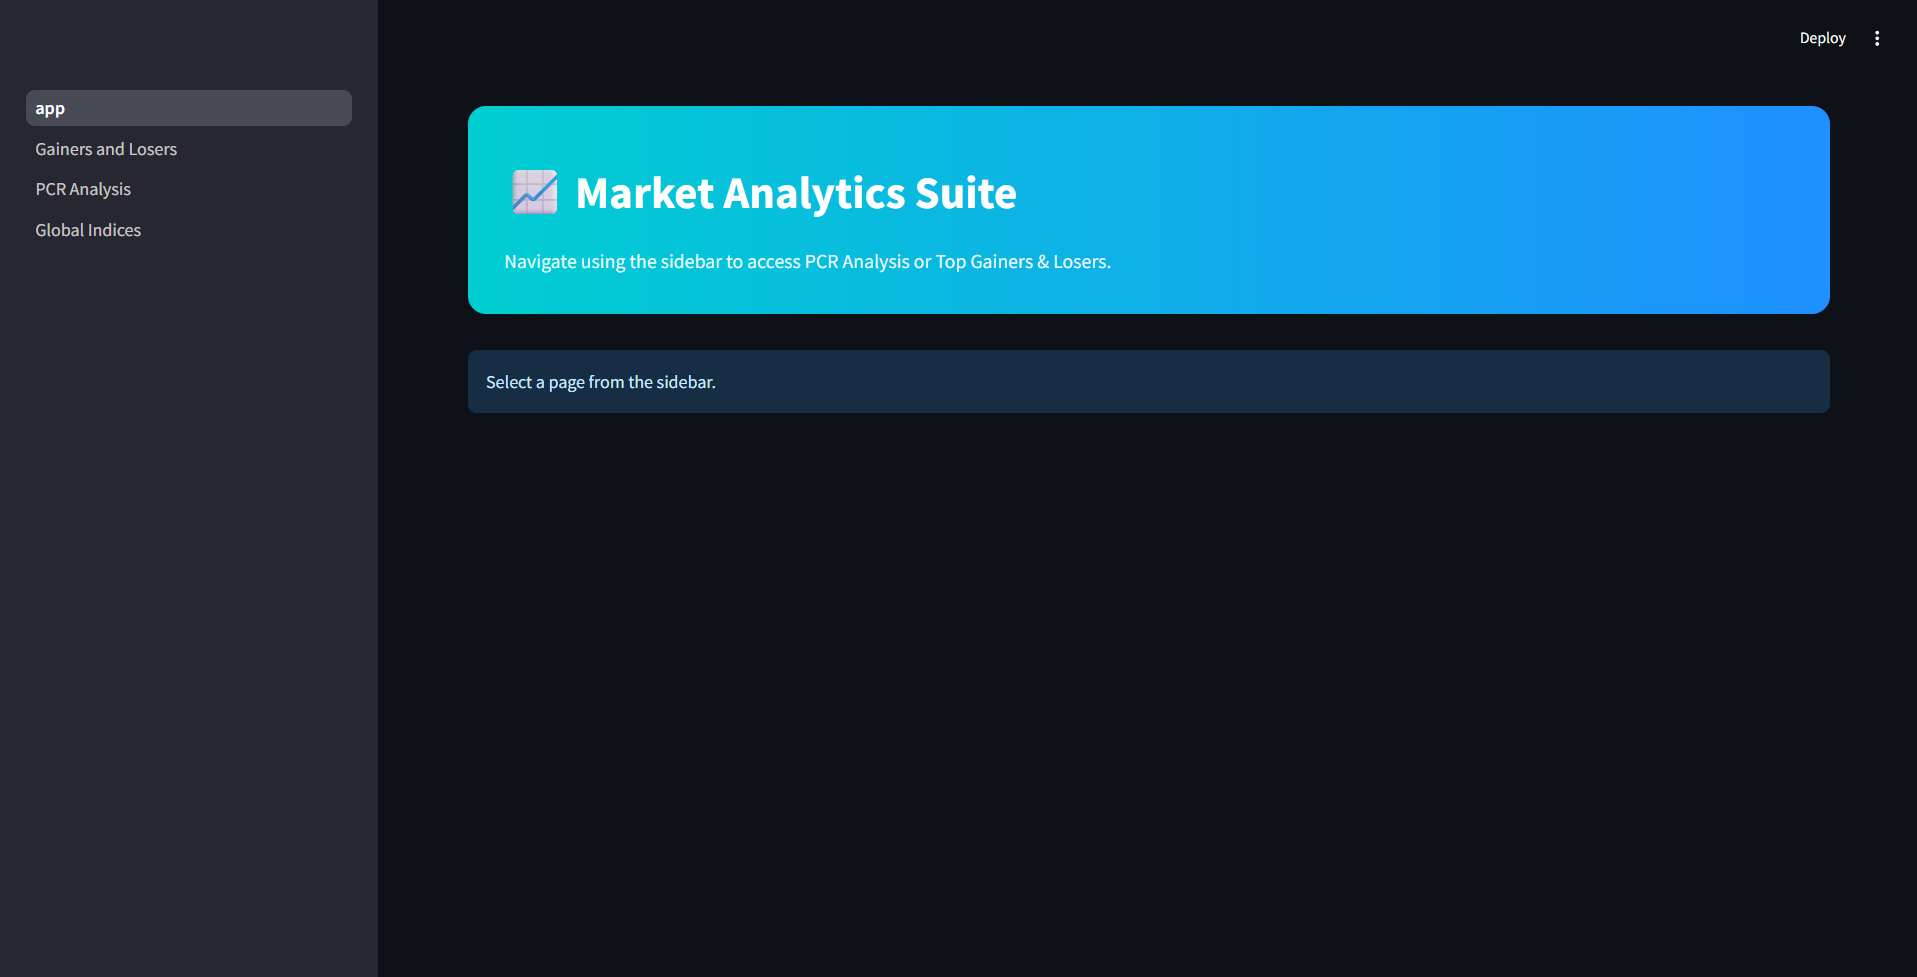 Deploy
app
Gainers and Losers
PCR Analysis
Global Indices
Market Analytics Suite
Navigate using the sidebar to access PCR Analysis or Top Gainers & Losers.
Select a page from the sidebar.